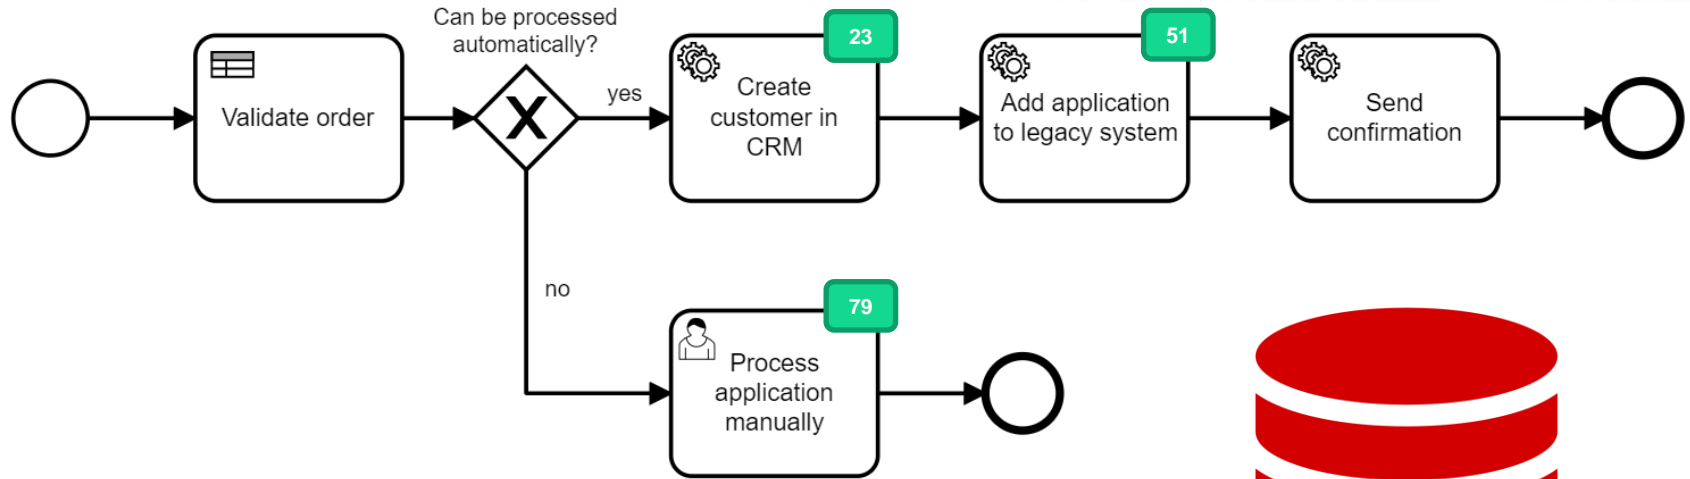 Can be processed
automatically?
Validate order
X
yes
23
Create
customer in
CRM
51
Add application
to legacy system
Send
confirmation
no
79
Process
application
manually